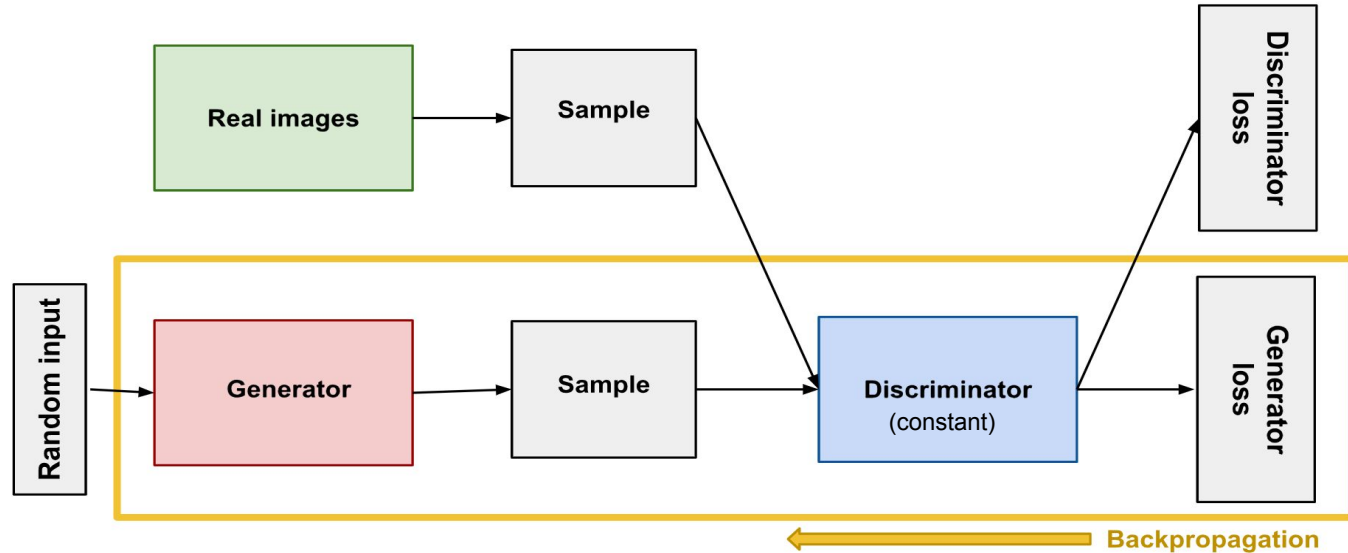 Real images
Sample
Discriminator
loss
Random input
Generator
Sample
Discriminator
(constant)
Generator
loss
Backpropagation